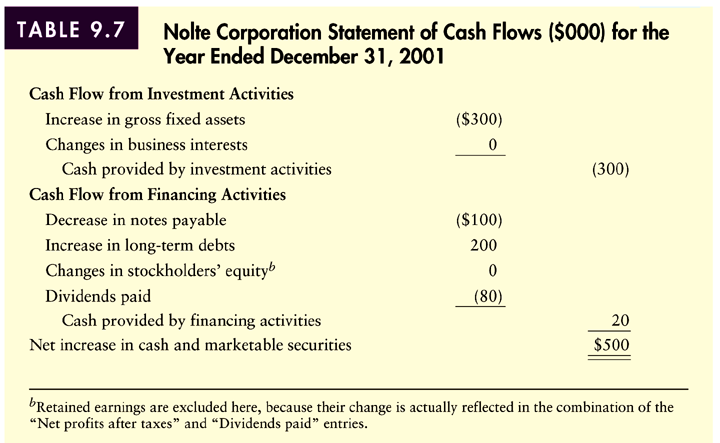 TABLE 9.7
Nolte Corporation Statement of Cash Flows ($000) for the
Year Ended December 31, 2001
Cash Flow from Investment Activities
Increase in gross fixed assets ($300)
Changes in business interests 0
Cash provided by investment activities (300)
Cash Flow from Financing Activities
Decrease in notes payable ($100)
Increase in long-term debts 200
Changes in stockholders’ equityᵇ 0
Dividends paid (80)
Cash provided by financing activities 20
Net increase in cash and marketable securities $500
ᵇRetained earnings are excluded here, because their change is actually reflected in the combination of the
“Net profits after taxes” and “Dividends paid” entries.